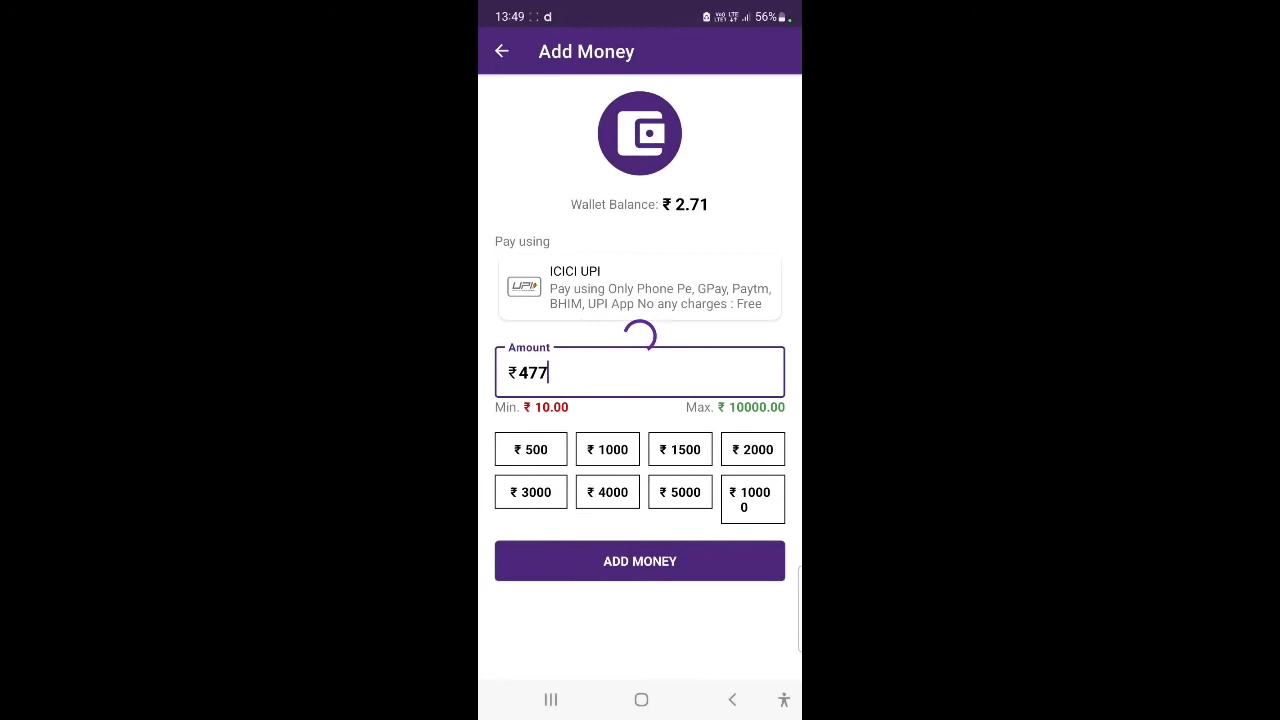 13:49 d 56%
Add Money
Wallet Balance: ₹ 2.71
Pay using
ICICI UPI
UPI
Pay using Only Phone Pe, GPay, Paytm,
BHIM, UPI App No any charges : Free
Amount
₹477
Min. ₹ 10.00 Max. ₹ 10000.00
₹ 500 ₹ 1000 ₹ 1500 ₹ 2000
₹ 3000 ₹ 4000 ₹ 5000 ₹ 1000
0
ADD MONEY